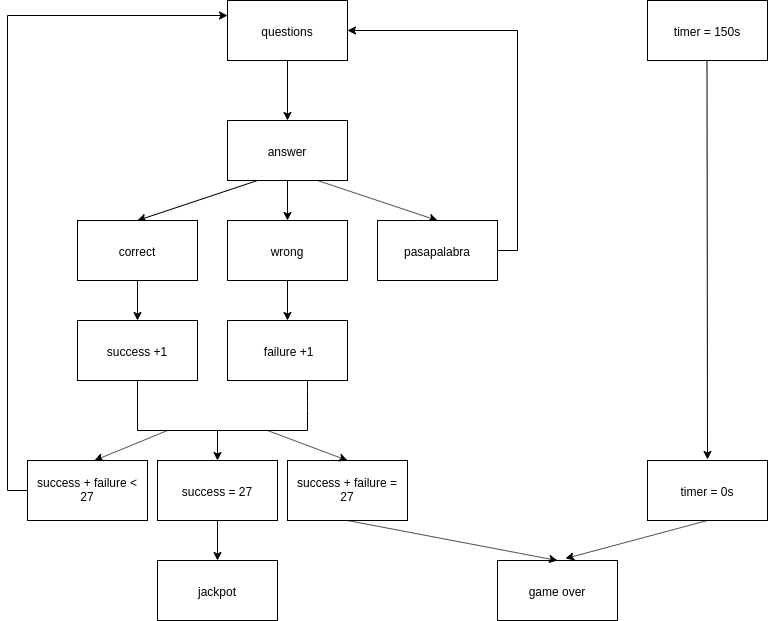 questions
timer = 150s
answer
correct
wrong
pasapalabra
success +1
failure +1
success + failure <
27
success = 27
success + failure =
27
timer = 0s
jackpot
game over